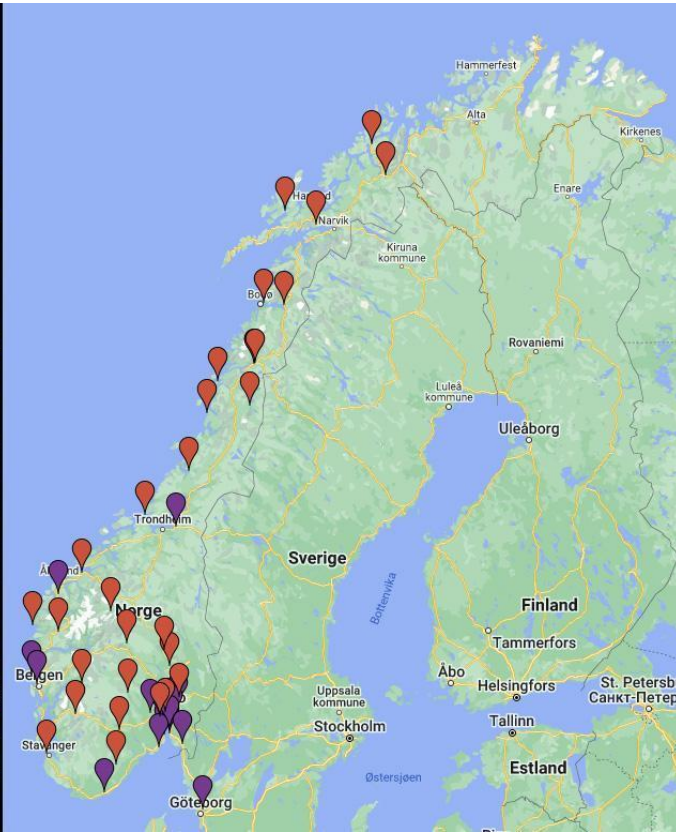 Hammerfest
Alta
Kirkenes
Enare
Narvik
Kiruna
kommune
Rovaniemi
Luleå
kommune
Uleåborg
Trondheim
Sverige
Bottenvika
Norge
Finland
Tammerfors
Bergen
Åbo
Helsingfors
St. Petersb
Санкт-Петер
Uppsala
kommune
Stockholm
Tallinn
Stavanger
Estland
Østersjøen
Göteborg